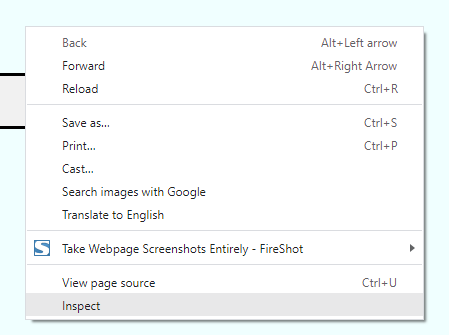 Back Alt+Left arrow
Forward Alt+Right Arrow
Reload Ctrl+R
Save as... Ctrl+S
Print... Ctrl+P
Cast...
Search images with Google
Translate to English
S Take Webpage Screenshots Entirely - FireShot
View page source Ctrl+U
Inspect